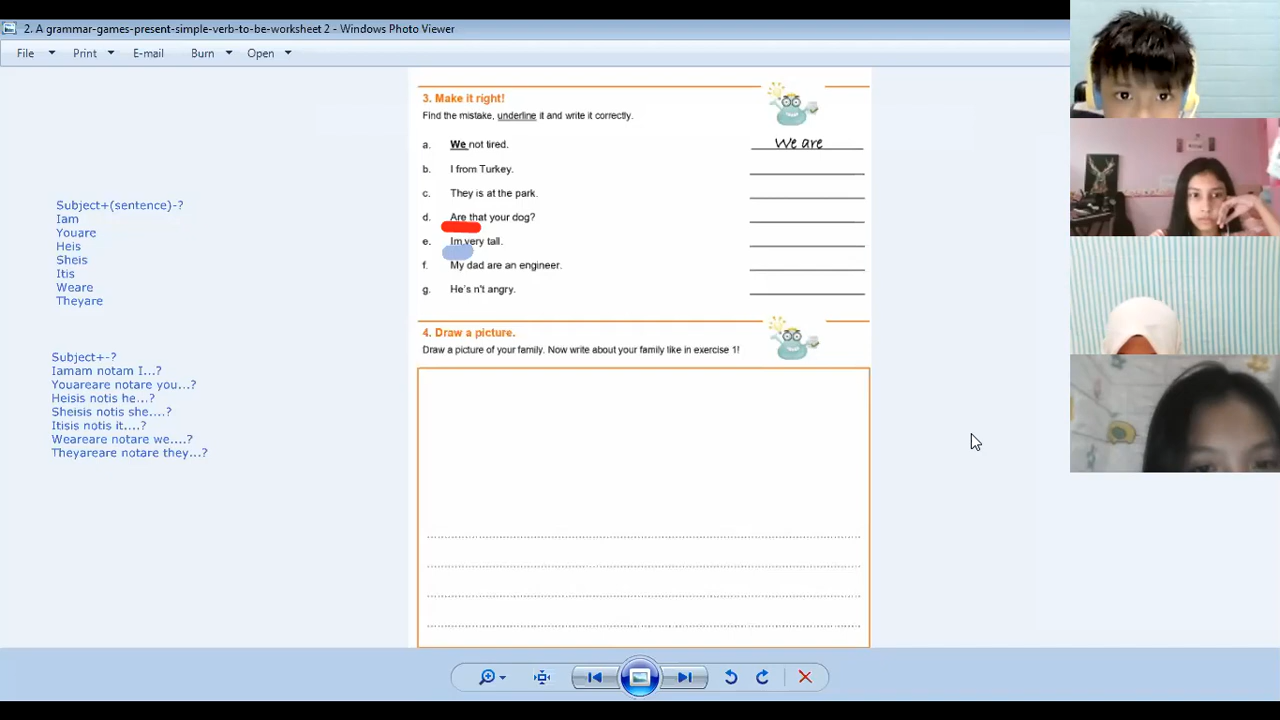 2. A grammar-games-present-simple-verb-to-be-worksheet 2 - Windows Photo Viewer
File Print E-mail Burn Open
3. Make it right!
Find the mistake, underline it and write it correctly.
a. We not tired. We are
b. I from Turkey.
c. They is at the park.
d. Are that your dog?
e. Im very tall.
f. My dad are an engineer.
g. He's n't angry.
4. Draw a picture.
Draw a picture of your family. Now write about your family like in exercise 1!
Subject+(sentence)-?
Iam
Youare
Heis
Sheis
Itis
Weare
Theyare
Subject+-?
Iamam notam I...?
Youareare notare you...?
Heisis notis he...?
Sheisis notis she....?
Itisis notis it....?
Weareare notare we....?
Theyareare notare they...?